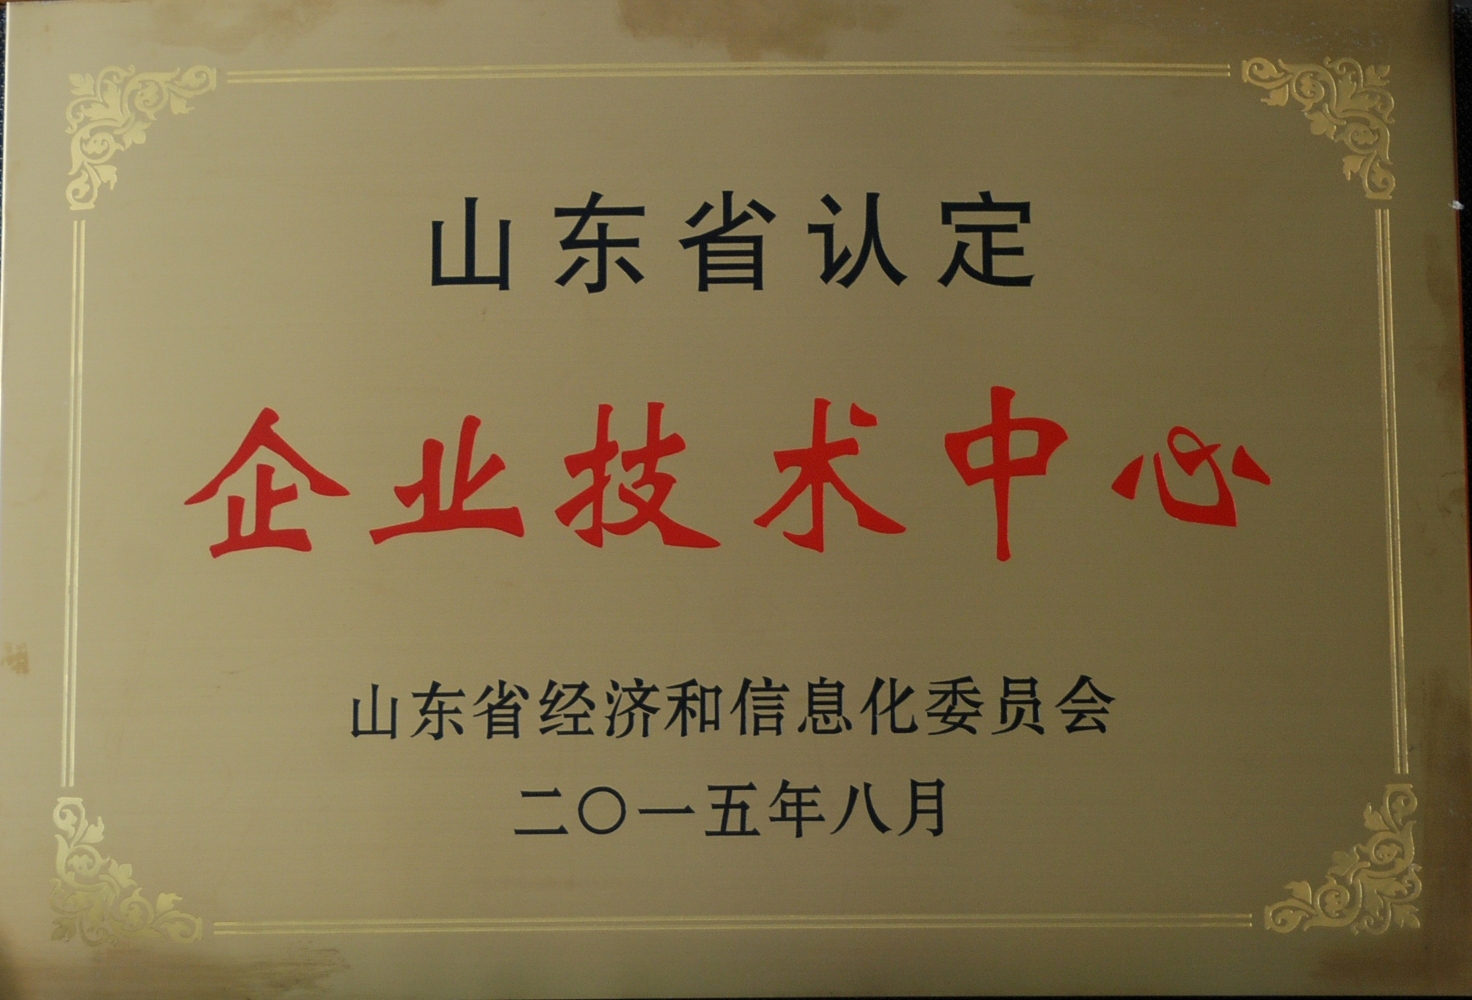 山东省认定
企业技术中心
山东省经济和信息化委员会
二〇一五年八月